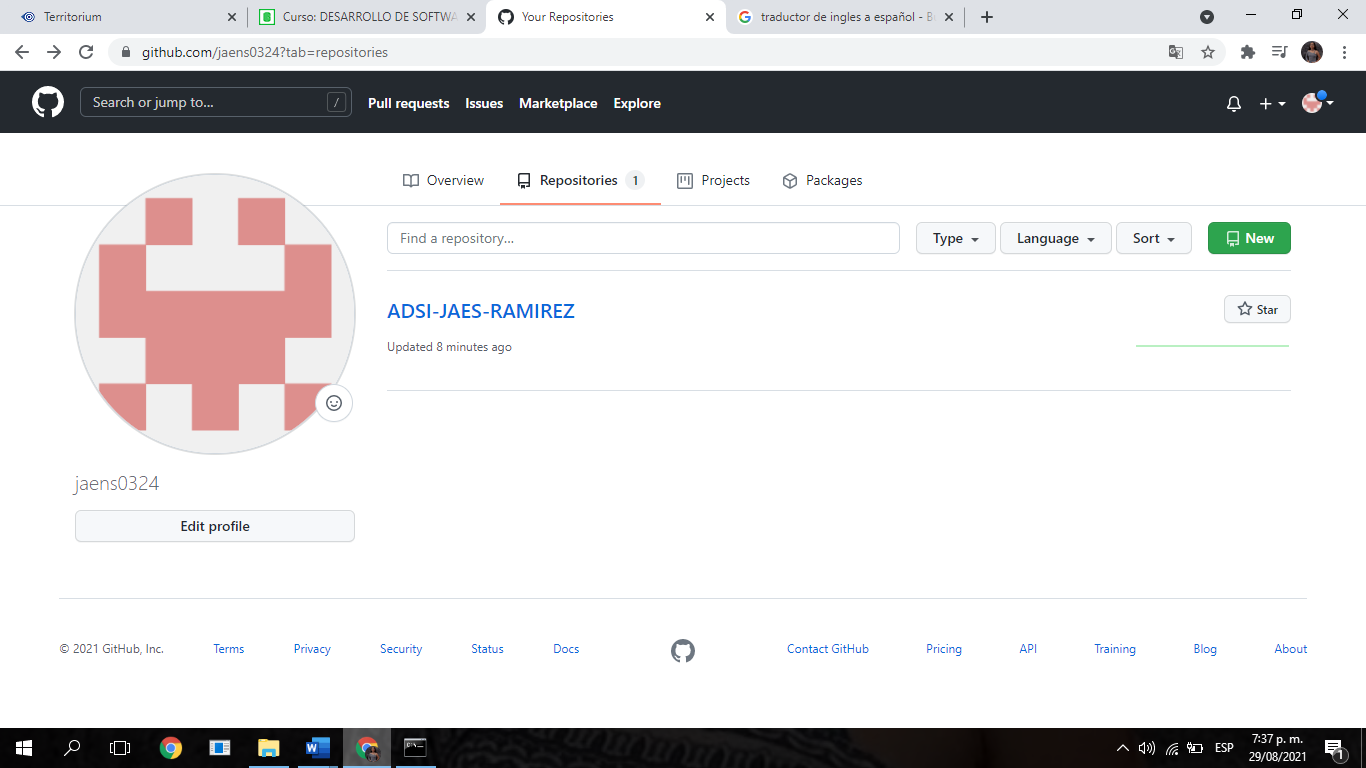 Territorium
Curso: DESARROLLO DE SOFTWA
Your Repositories
traductor de ingles a español - B
github.com/jaens0324?tab=repositories
Search or jump to...
/
Pull requests
Issues
Marketplace
Explore
Overview
Repositories 1
Projects
Packages
Find a repository...
Type
Language
Sort
New
ADSI-JAES-RAMIREZ
Star
Updated 8 minutes ago
jaens0324
Edit profile
© 2021 GitHub, Inc.
Terms
Privacy
Security
Status
Docs
Contact GitHub
Pricing
API
Training
Blog
About
ESP
7:37 p. m.
29/08/2021
1